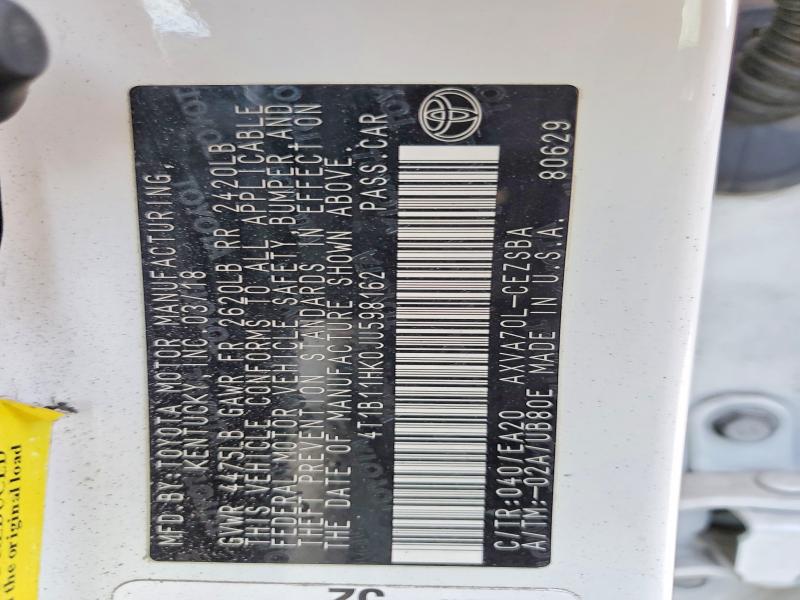 MFD.BY:TOYOTA MOTOR MANUFACTURING,
KENTUCKY, INC.03/18
GVWR 4475LB GAWR FR 2620LB RR 2420LB
THIS VEHICLE CONFORMS TO ALL APPLICABLE
FEDERAL MOTOR VEHICLE SAFETY, BUMPER, AND
THEFT PREVENTION STANDARDS IN EFFECT ON
THE DATE OF MANUFACTURE SHOWN ABOVE.
4T1B11HK0JU598162 PASS.CAR
C/TR:040/EA20 AXVA70L-CEZSBA
A/TM:-02A/UB80E MADE IN U.S.A. 80629
the original load